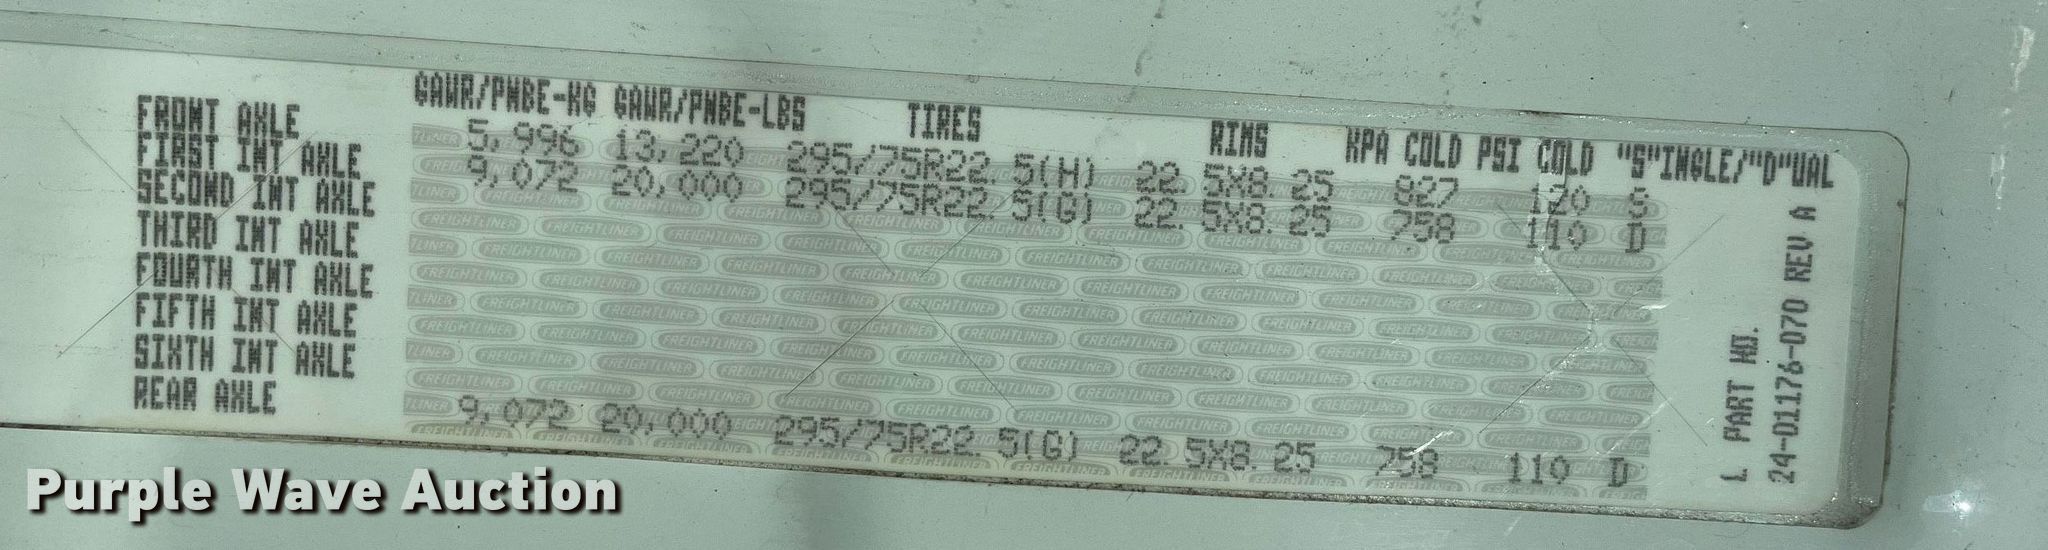 GAWR/PNBE-KG GAWR/PNBE-LBS TIRES RIMS KPA COLD PSI COLD "S"INGLE/"D"UAL
FRONT AXLE 5,996 13,220 295/75R22.5(H) 22.5X8.25 827 120 S
FIRST INT AXLE 9,072 20,000 295/75R22.5(G) 22.5X8.25 758 110 D
SECOND INT AXLE
THIRD INT AXLE
FOURTH INT AXLE
FIFTH INT AXLE
SIXTH INT AXLE
REAR AXLE 9,072 20,000 295/75R22.5(G) 22.5X8.25 758 110 D
L PART NO.
24-01176-070 REV A
FREIGHTLINER
Purple Wave Auction